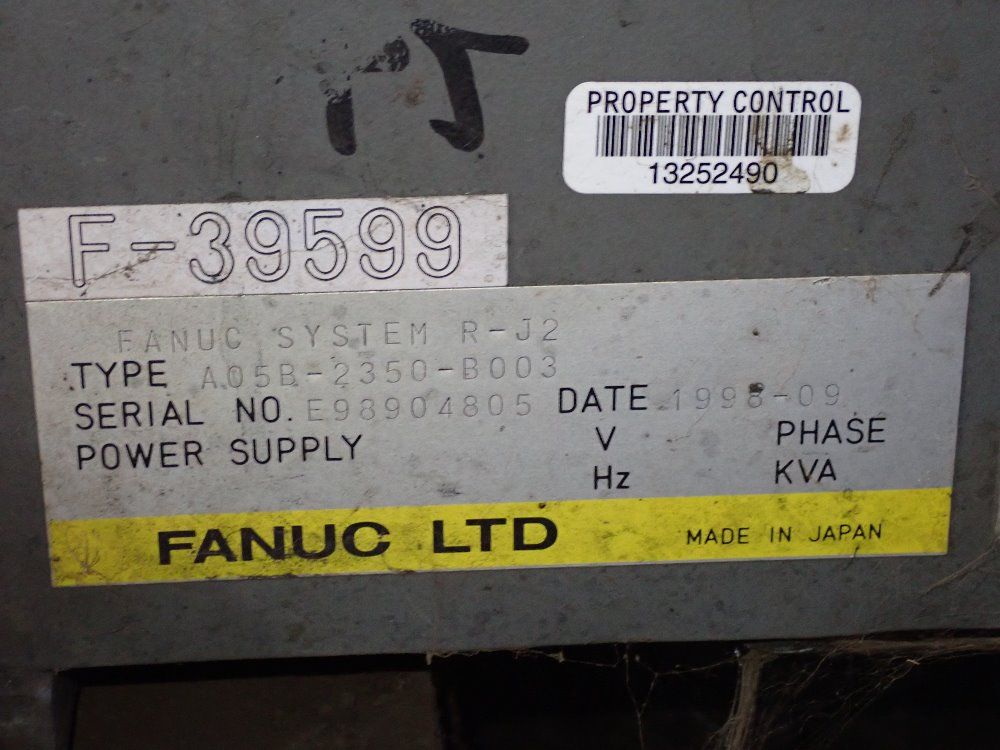 PROPERTY CONTROL
13252490
F-39599
FANUC SYSTEM R-J2
TYPE A05B-2350-B003
SERIAL NO. E98904805 DATE 1998-09
POWER SUPPLY V PHASE
Hz KVA
FANUC LTD MADE IN JAPAN